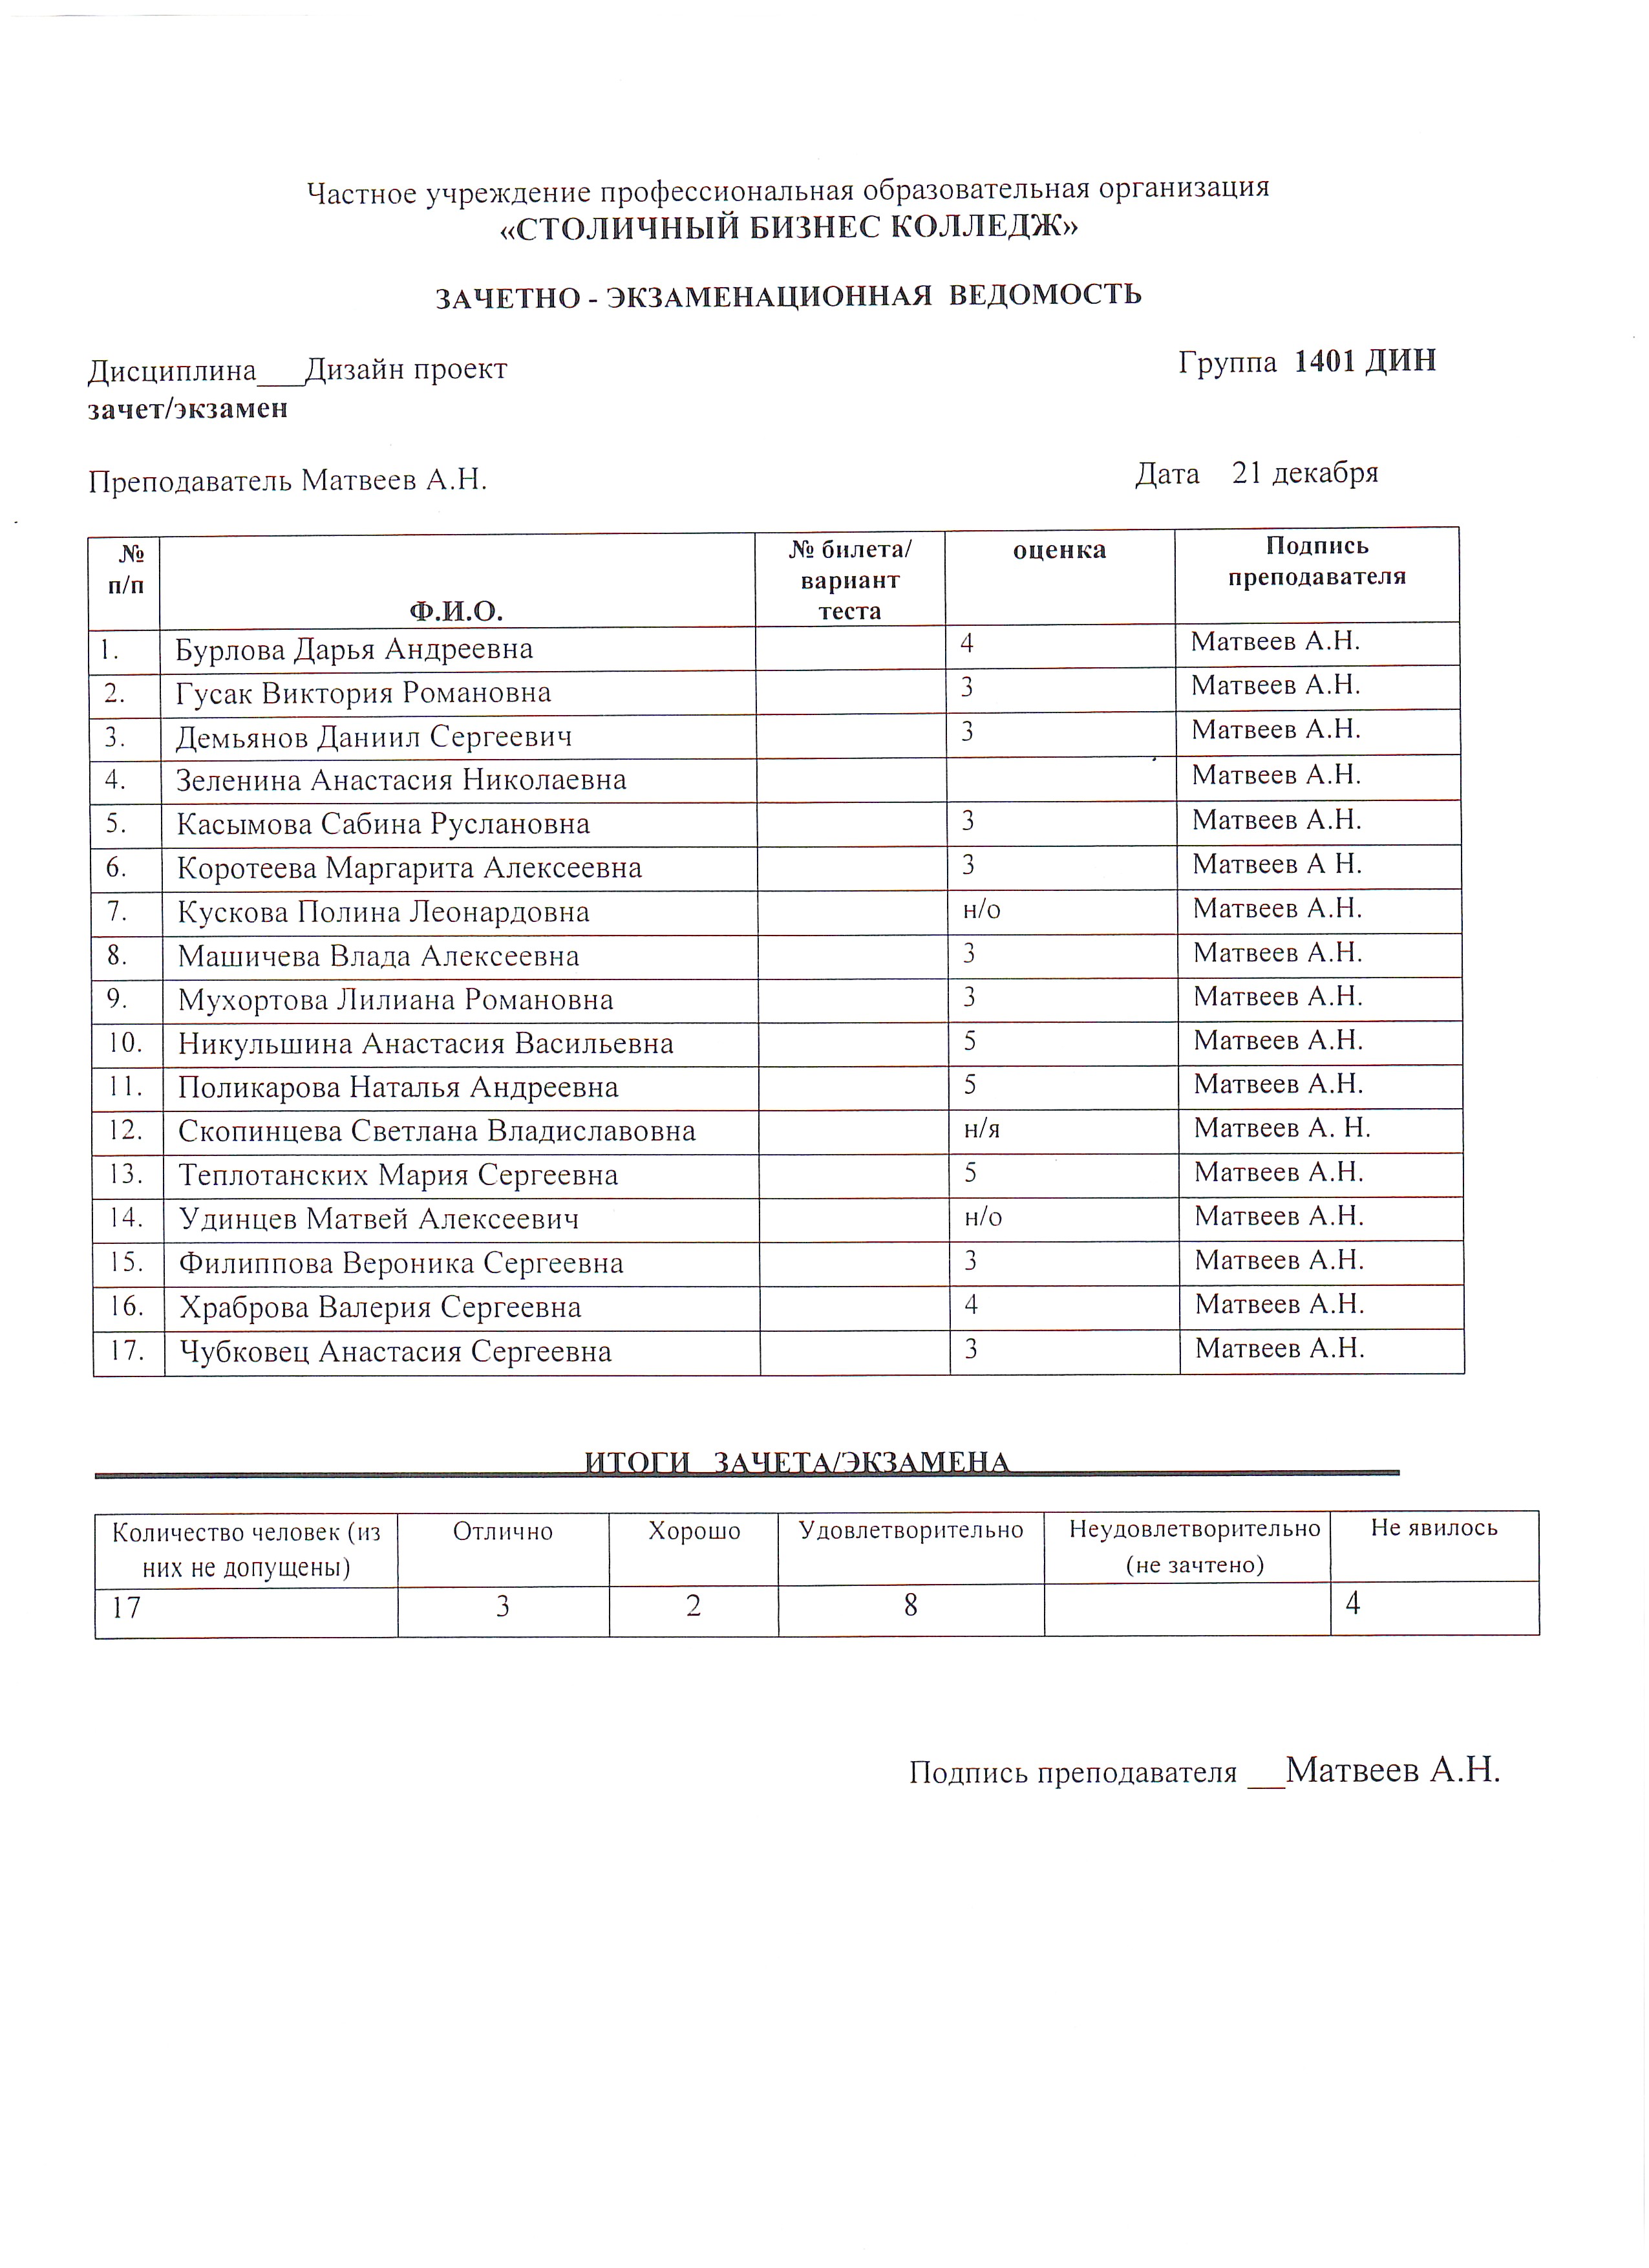 Частное учреждение профессиональная образовательная организация
«СТОЛИЧНЫЙ БИЗНЕС КОЛЛЕДЖ»
ЗАЧЕТНО - ЭКЗАМЕНАЦИОННАЯ ВЕДОМОСТЬ
Дисциплина___Дизайн проект Группа 1401 ДИН
зачет/экзамен
Преподаватель Матвеев А.Н. Дата 21 декабря
№ п/п Ф.И.О. № билета/ вариант теста оценка Подпись преподавателя
1. Бурлова Дарья Андреевна 4 Матвеев А.Н.
2. Гусак Виктория Романовна 3 Матвеев А.Н.
3. Демьянов Даниил Сергеевич 3 Матвеев А.Н.
4. Зеленина Анастасия Николаевна Матвеев А.Н.
5. Касымова Сабина Руслановна 3 Матвеев А.Н.
6. Коротеева Маргарита Алексеевна 3 Матвеев А Н.
7. Кускова Полина Леонардовна н/о Матвеев А.Н.
8. Машичева Влада Алексеевна 3 Матвеев А.Н.
9. Мухортова Лилиана Романовна 3 Матвеев А.Н.
10. Никульшина Анастасия Васильевна 5 Матвеев А.Н.
11. Поликарова Наталья Андреевна 5 Матвеев А.Н.
12. Скопинцева Светлана Владиславовна н/я Матвеев А. Н.
13. Теплотанских Мария Сергеевна 5 Матвеев А.Н.
14. Удинцев Матвей Алексеевич н/о Матвеев А.Н.
15. Филиппова Вероника Сергеевна 3 Матвеев А.Н.
16. Храброва Валерия Сергеевна 4 Матвеев А.Н.
17. Чубковец Анастасия Сергеевна 3 Матвеев А.Н.
ИТОГИ ЗАЧЕТА/ЭКЗАМЕНА
Количество человек (из них не допущены) Отлично Хорошо Удовлетворительно Неудовлетворительно (не зачтено) Не явилось
17 3 2 8 4
Подпись преподавателя __Матвеев А.Н.